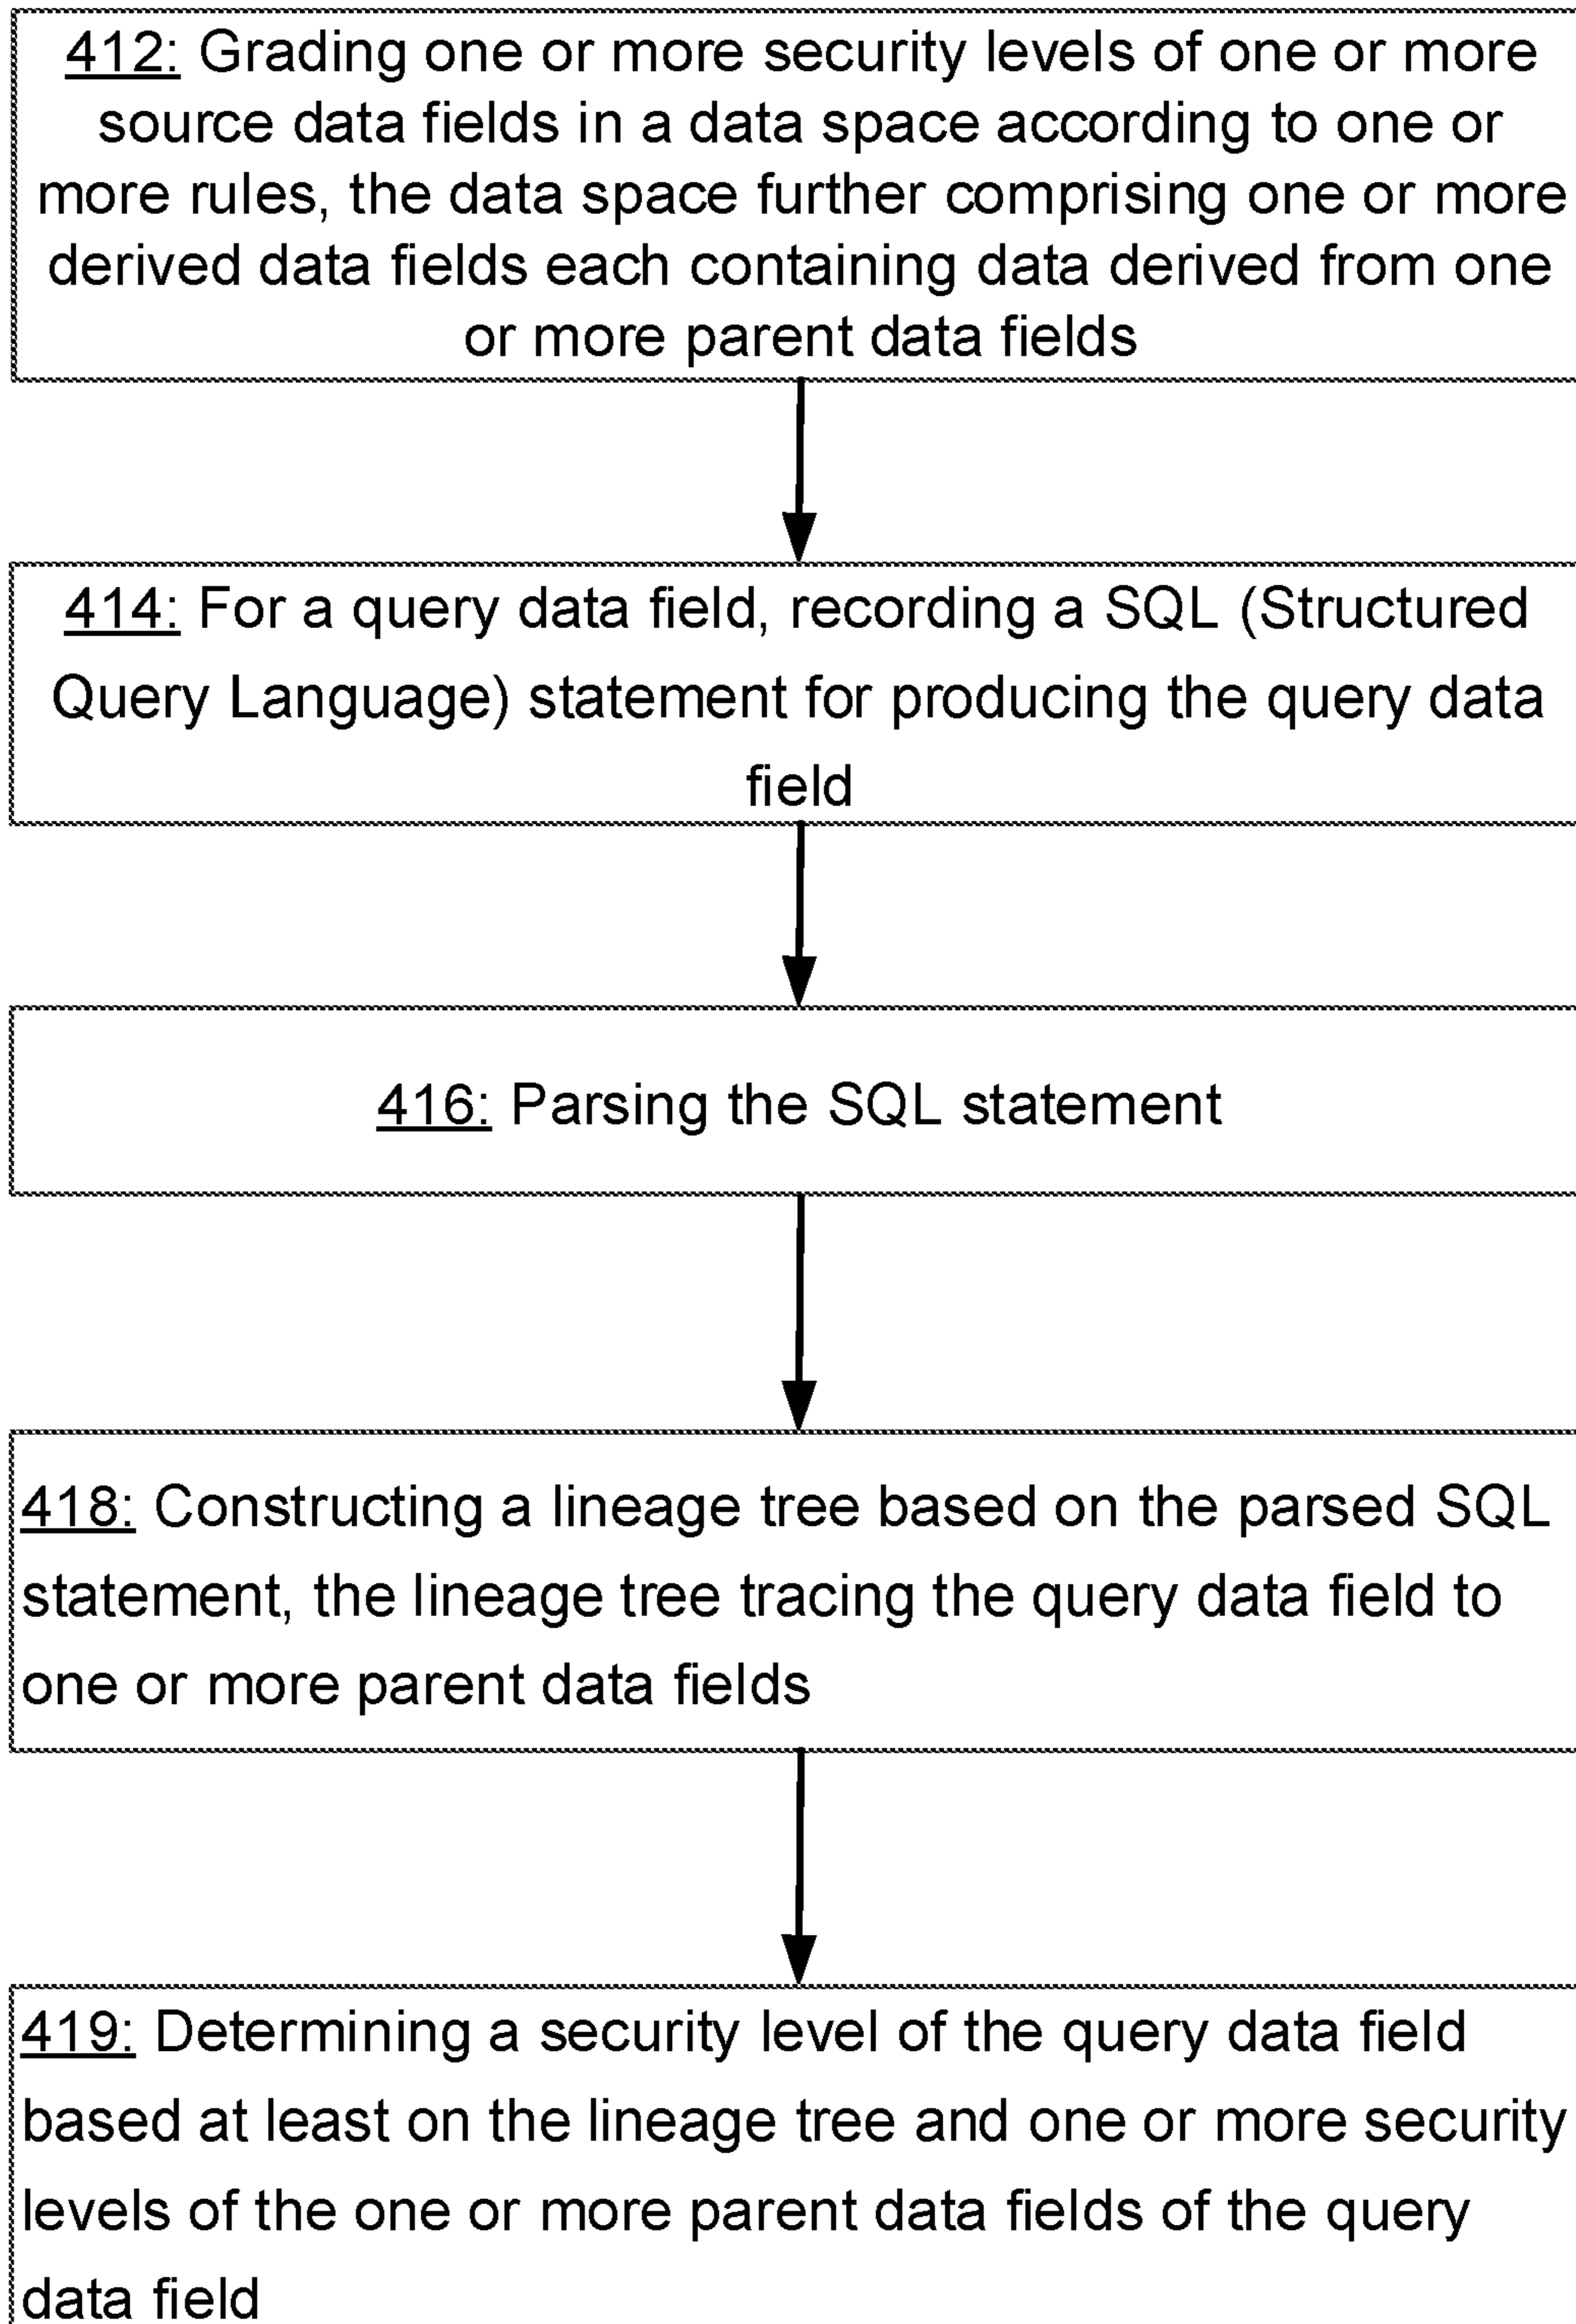 412: Grading one or more security levels of one or more
source data fields in a data space according to one or
more rules, the data space further comprising one or more
derived data fields each containing data derived from one
or more parent data fields
414: For a query data field, recording a SQL (Structured
Query Language) statement for producing the query data
field
416: Parsing the SQL statement
418: Constructing a lineage tree based on the parsed SQL
statement, the lineage tree tracing the query data field to
one or more parent data fields
419: Determining a security level of the query data field
based at least on the lineage tree and one or more security
levels of the one or more parent data fields of the query
data field